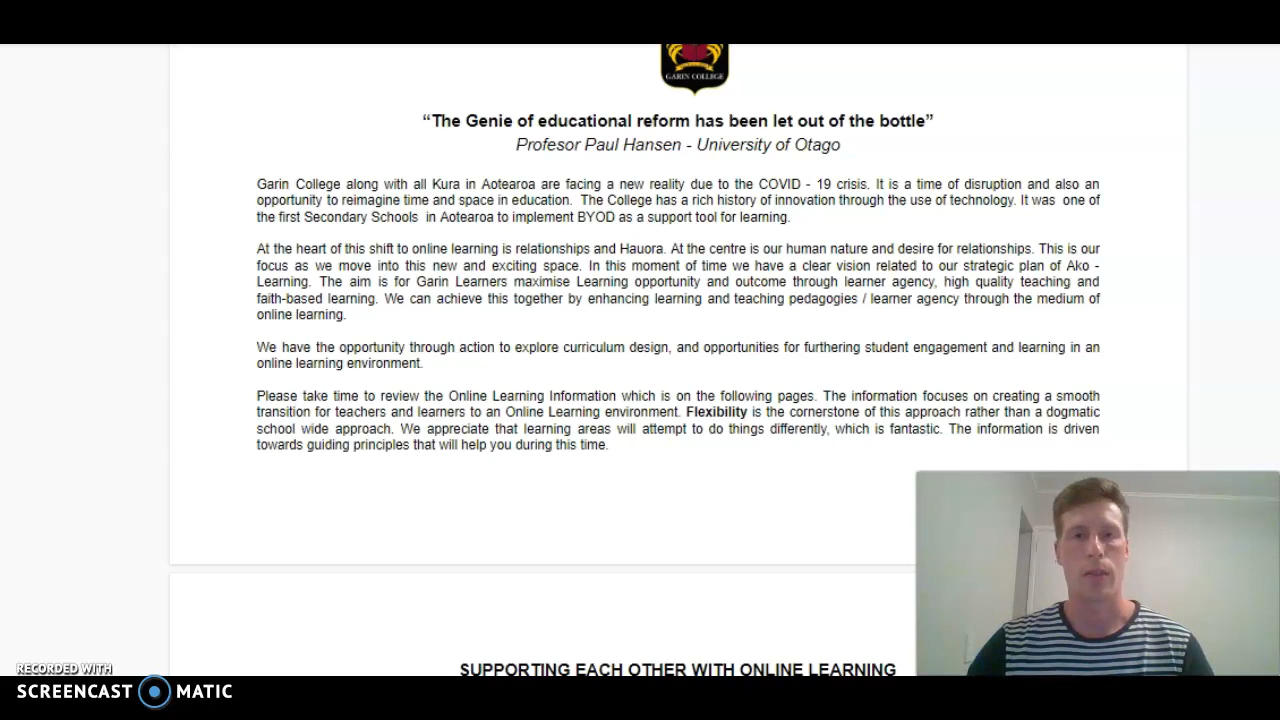 GARIN COLLEGE
“The Genie of educational reform has been let out of the bottle”
Profesor Paul Hansen - University of Otago
Garin College along with all Kura in Aotearoa are facing a new reality due to the COVID - 19 crisis. It is a time of disruption and also an
opportunity to reimagine time and space in education. The College has a rich history of innovation through the use of technology. It was one of
the first Secondary Schools in Aotearoa to implement BYOD as a support tool for learning.
At the heart of this shift to online learning is relationships and Hauora. At the centre is our human nature and desire for relationships. This is our
focus as we move into this new and exciting space. In this moment of time we have a clear vision related to our strategic plan of Ako -
Learning. The aim is for Garin Learners maximise Learning opportunity and outcome through learner agency, high quality teaching and
faith-based learning. We can achieve this together by enhancing learning and teaching pedagogies / learner agency through the medium of
online learning.
We have the opportunity through action to explore curriculum design, and opportunities for furthering student engagement and learning in an
online learning environment.
Please take time to review the Online Learning Information which is on the following pages. The information focuses on creating a smooth
transition for teachers and learners to an Online Learning environment. Flexibility is the cornerstone of this approach rather than a dogmatic
school wide approach. We appreciate that learning areas will attempt to do things differently, which is fantastic. The information is driven
towards guiding principles that will help you during this time.
SUPPORTING EACH OTHER WITH ONLINE LEARNING
RECORDED WITH
SCREENCAST MATIC